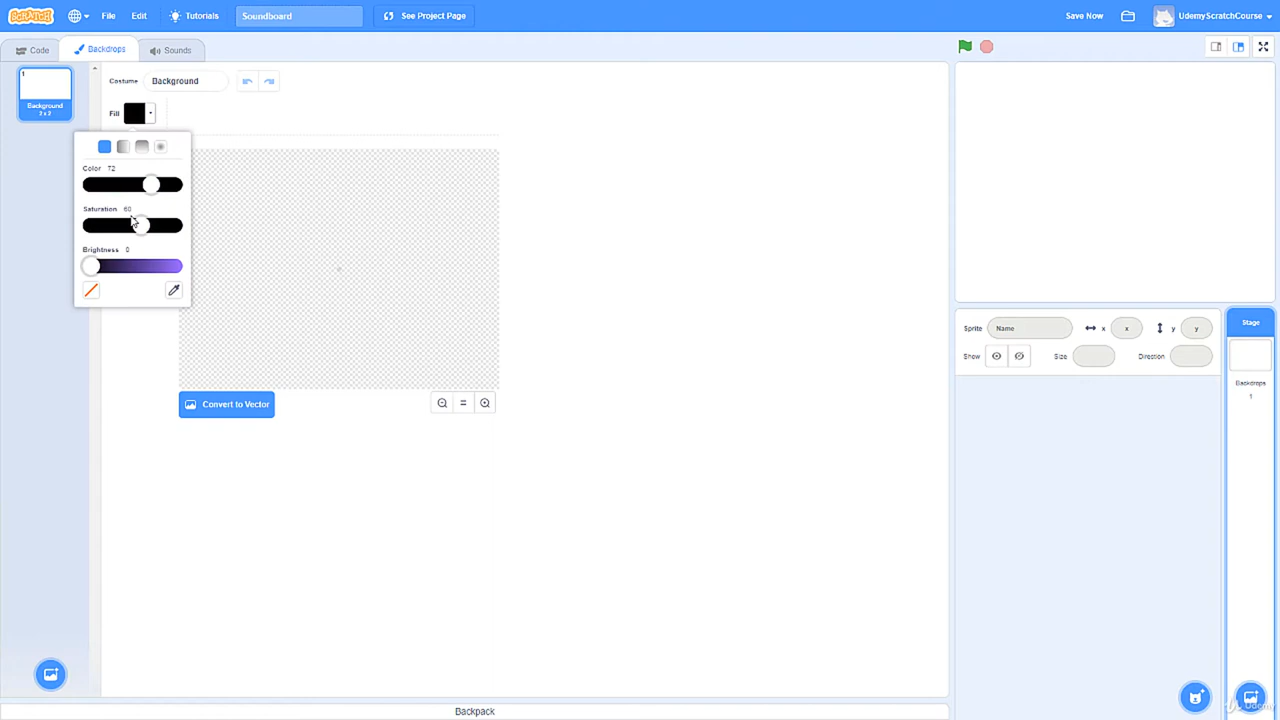 SCRATCH File Edit Tutorials Soundboard See Project Page Save Now UdemyScratchCourse
Code Backdrops Sounds
1
Background
2 x 2
Costume Background
Fill
Color 72
Saturation 60
Brightness 0
Convert to Vector
Sprite Name x x y y
Show Size Direction
Stage
Backdrops
1
Backpack
Udemy